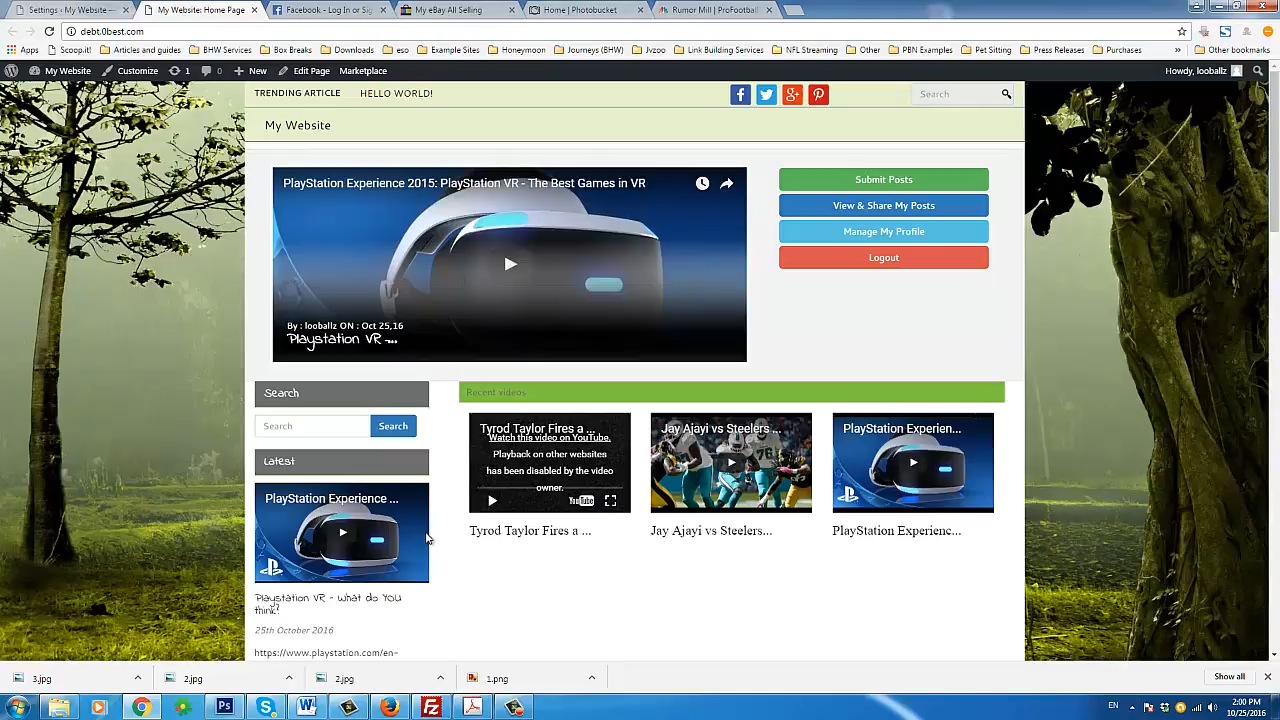 Settings ‹ My Website —
My Website: Home Page
Facebook - Log In or Sig
My eBay All Selling
Home | Photobucket
Rumor Mill | ProFootball
debt.0best.com
Apps
Scoop.it!
Articles and guides
BHW Services
Box Breaks
Downloads
eso
Example Sites
Honeymoon
Journeys (BHW)
Jvzoo
Link Building Services
NFL Streaming
Other
PBN Examples
Pet Sitting
Press Releases
Purchases
»
Other bookmarks
My Website
Customize
1
0
New
Edit Page
Marketplace
Howdy, looballz
TRENDING ARTICLE
HELLO WORLD!
Search
My Website
PlayStation Experience 2015: PlayStation VR - The Best Games in VR
By : looballz ON : Oct 25,16
Playstation VR -...
Submit Posts
View & Share My Posts
Manage My Profile
Logout
Search
Search
Search
Latest
PlayStation Experience ...
Playstation VR - What do YOU
think?
25th October 2016
https://www.playstation.com/en-
Recent videos
Tyrod Taylor Fires a ...
Watch this video on YouTube.
Playback on other websites
has been disabled by the video
owner.
YouTube
Tyrod Taylor Fires a ...
Jay Ajayi vs Steelers ...
Jay Ajayi vs Steelers...
PlayStation Experien...
PlayStation Experienc...
3.jpg
2.jpg
2.jpg
1.png
Show all
EN
2:00 PM
10/25/2016